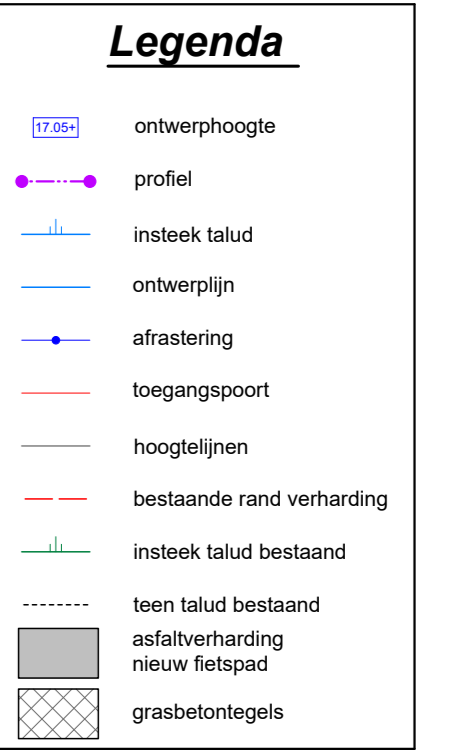 Legenda
17.05+ ontwerphoogte
profiel
insteek talud
ontwerplijn
afrastering
toegangspoort
hoogtelijnen
bestaande rand verharding
insteek talud bestaand
teen talud bestaand
asfaltverharding
nieuw fietspad
grasbetontegels